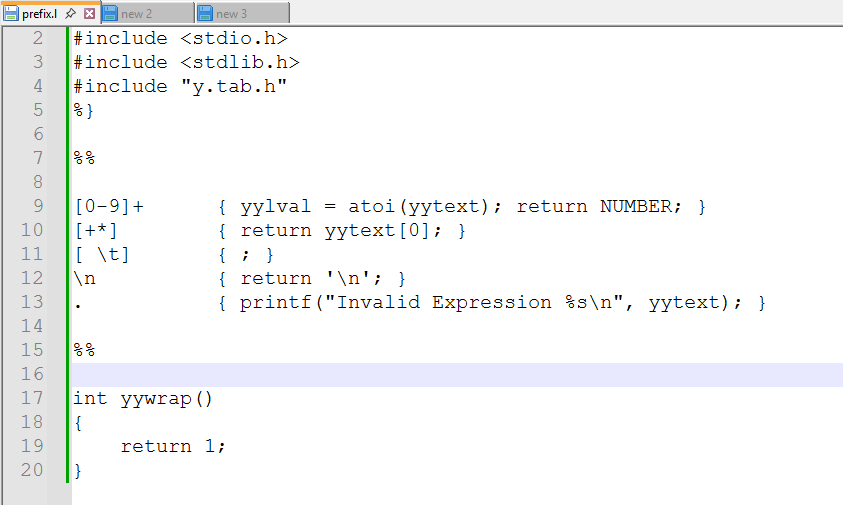 prefix.l new 2 new 3
2 #include <stdio.h>
3 #include <stdlib.h>
4 #include "y.tab.h"
5 %}
6
7 %%
8
9 [0-9]+ { yylval = atoi(yytext); return NUMBER; }
10 [+*] { return yytext[0]; }
11 [ \t] { ; }
12 \n { return '\n'; }
13 . { printf("Invalid Expression %s\n", yytext); }
14
15 %%
16
17 int yywrap()
18 {
19 return 1;
20 }